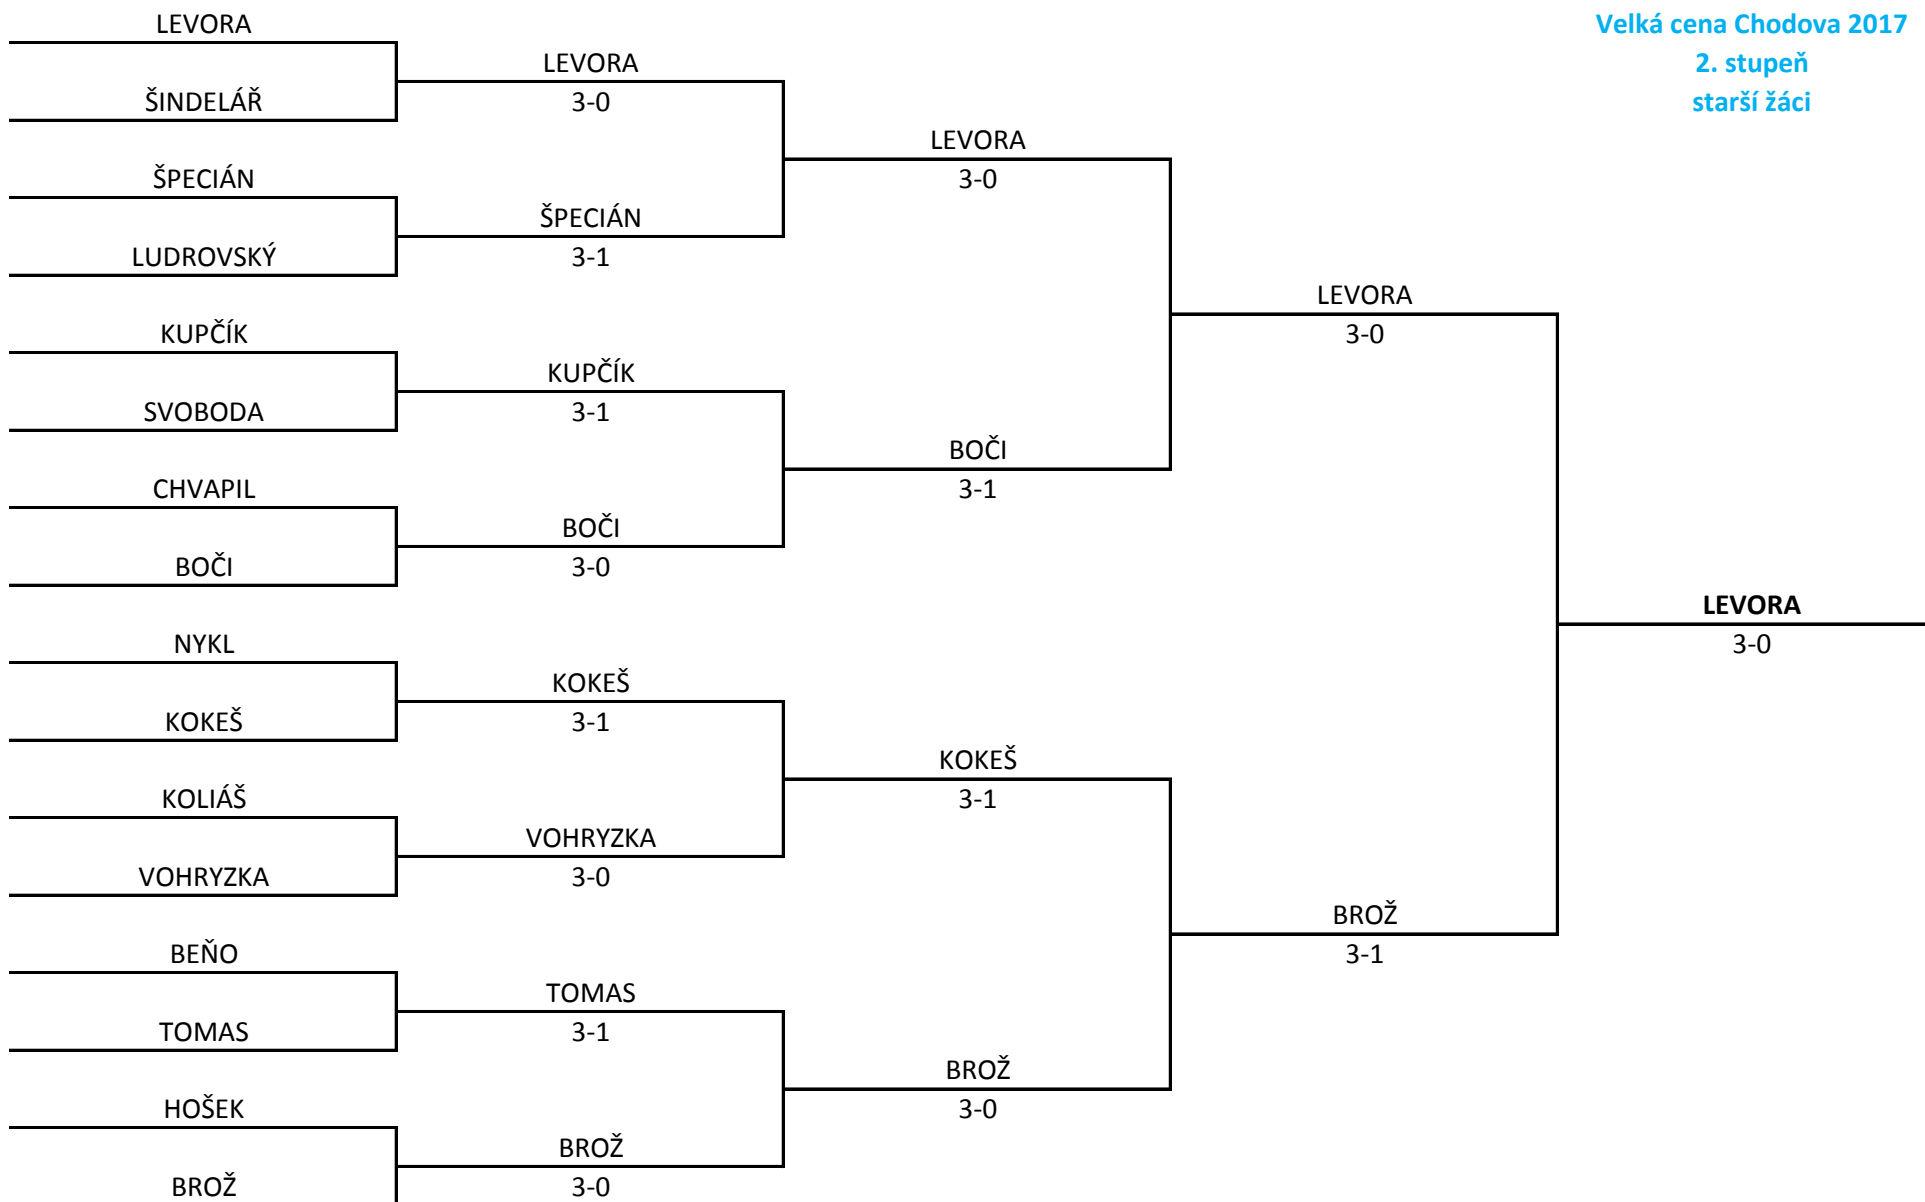 Velká cena Chodova 2017
2. stupeň
starší žáci
LEVORA
ŠINDELÁŘ
ŠPECIÁN
LUDROVSKÝ
KUPČÍK
SVOBODA
CHVAPIL
BOČI
NYKL
KOKEŠ
KOLIÁŠ
VOHRYZKA
BEŇO
TOMAS
HOŠEK
BROŽ
LEVORA
3-0
ŠPECIÁN
3-1
KUPČÍK
3-1
BOČI
3-0
KOKEŠ
3-1
VOHRYZKA
3-0
TOMAS
3-1
BROŽ
3-0
LEVORA
3-0
BOČI
3-1
KOKEŠ
3-1
BROŽ
3-0
LEVORA
3-0
BROŽ
3-1
LEVORA
3-0